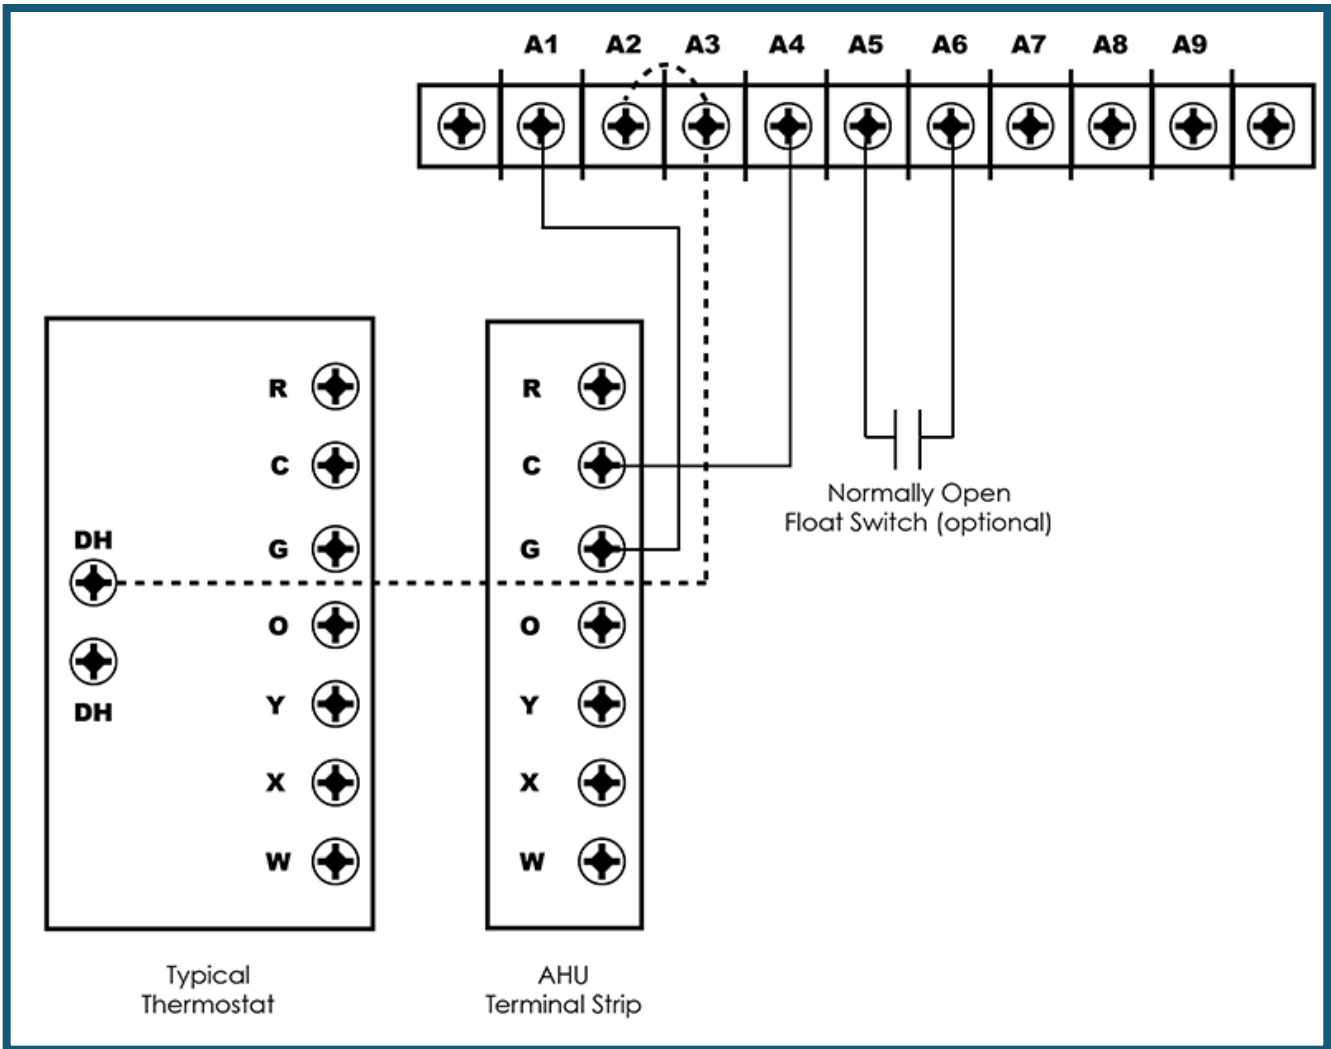 A1 A2 A3 A4 A5 A6 A7 A8 A9
R
C
DH
G
O
Y
DH
X
W
R
C
G
O
Y
X
W
Normally Open
Float Switch (optional)
Typical
Thermostat
AHU
Terminal Strip